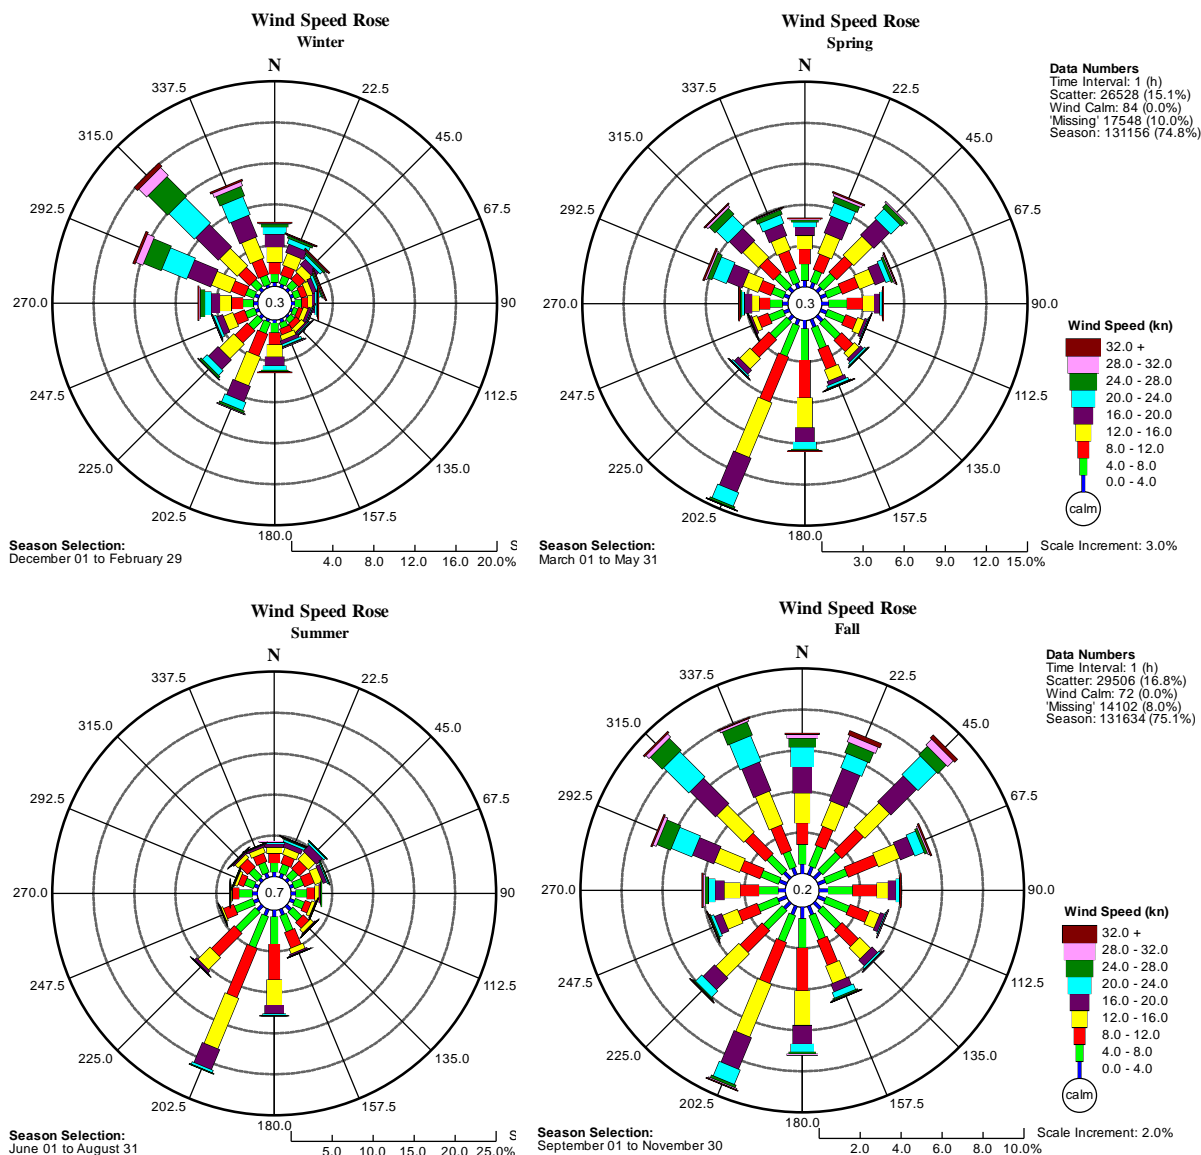 Wind Speed Rose
Winter
N
22.5
45.0
67.5
90
112.5
135.0
157.5
180.0
202.5
225.0
247.5
270.0
292.5
315.0
337.5
0.3
Season Selection:
December 01 to February 29
4.0 8.0 12.0 16.0 20.0%
S
Wind Speed Rose
Spring
N
22.5
45.0
67.5
90.0
112.5
135.0
157.5
180.0
202.5
225.0
247.5
270.0
292.5
315.0
337.5
0.3
Data Numbers
Time Interval: 1 (h)
Scatter: 26528 (15.1%)
Wind Calm: 84 (0.0%)
'Missing' 17548 (10.0%)
Season: 131156 (74.8%)
Wind Speed (kn)
32.0 +
28.0 - 32.0
24.0 - 28.0
20.0 - 24.0
16.0 - 20.0
12.0 - 16.0
8.0 - 12.0
4.0 - 8.0
0.0 - 4.0
calm
Season Selection:
March 01 to May 31
3.0 6.0 9.0 12.0 15.0%
Scale Increment: 3.0%
Wind Speed Rose
Summer
N
22.5
45.0
67.5
90
112.5
135.0
157.5
180.0
202.5
225.0
247.5
270.0
292.5
315.0
337.5
0.7
Season Selection:
June 01 to August 31
5.0 10.0 15.0 20.0 25.0%
S
Wind Speed Rose
Fall
N
22.5
45.0
67.5
90.0
112.5
135.0
157.5
180.0
202.5
225.0
247.5
270.0
292.5
315.0
337.5
0.2
Data Numbers
Time Interval: 1 (h)
Scatter: 29506 (16.8%)
Wind Calm: 72 (0.0%)
'Missing' 14102 (8.0%)
Season: 131634 (75.1%)
Wind Speed (kn)
32.0 +
28.0 - 32.0
24.0 - 28.0
20.0 - 24.0
16.0 - 20.0
12.0 - 16.0
8.0 - 12.0
4.0 - 8.0
0.0 - 4.0
calm
Season Selection:
September 01 to November 30
2.0 4.0 6.0 8.0 10.0%
Scale Increment: 2.0%